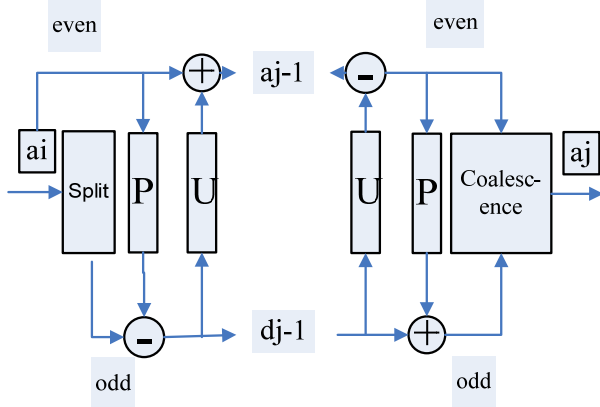 even
even
+
aj-1
-
ai
Split
P
U
U
P
Coalesc-
ence
aj
-
dj-1
+
odd
odd